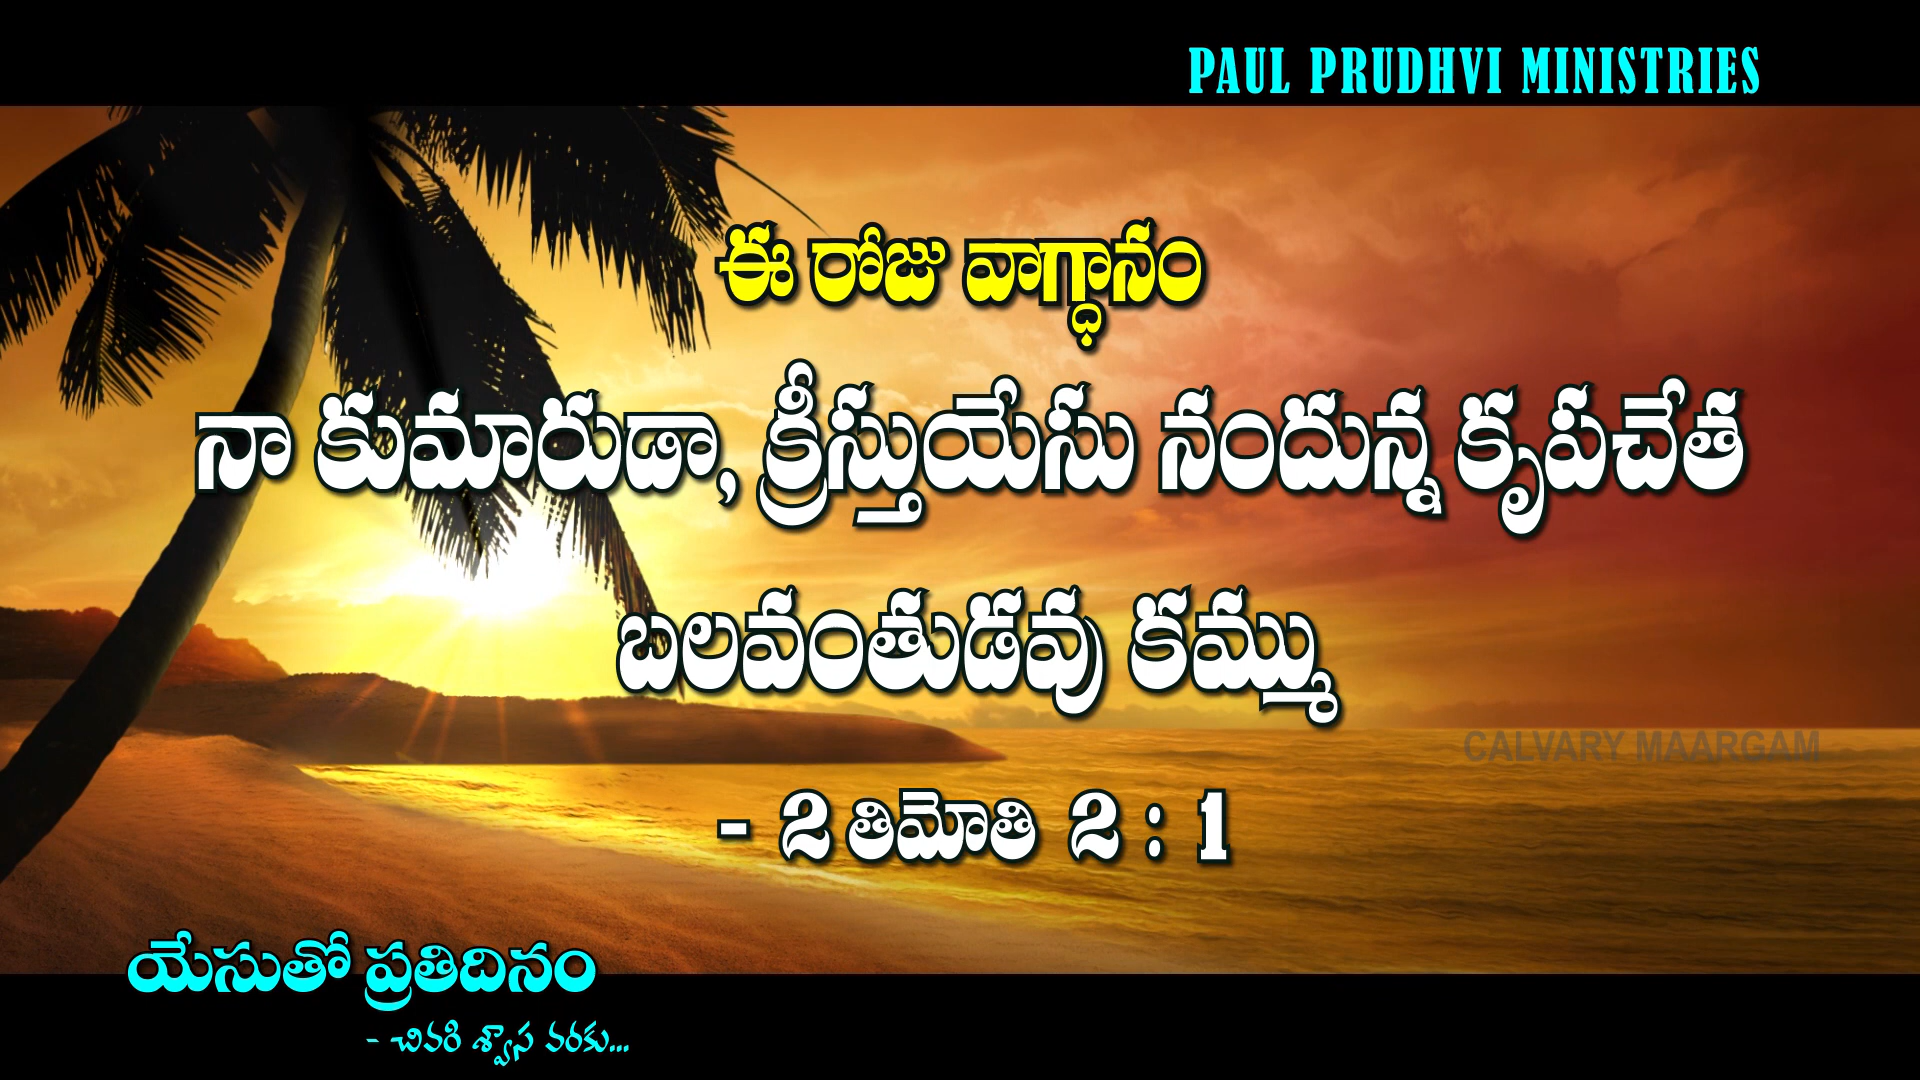 PAUL PRUDHVI MINISTRIES
ఈ రోజు వాగ్ధానం
నా కుమారుడా, క్రీస్తుయేసు నందున్న కృపచేత
బలవంతుడవు కమ్ము
CALVARY MAARGAM
- 2 తిమోతి 2 : 1
యేసుతో ప్రతిదినం
- చివరి శ్వాస వరకు...